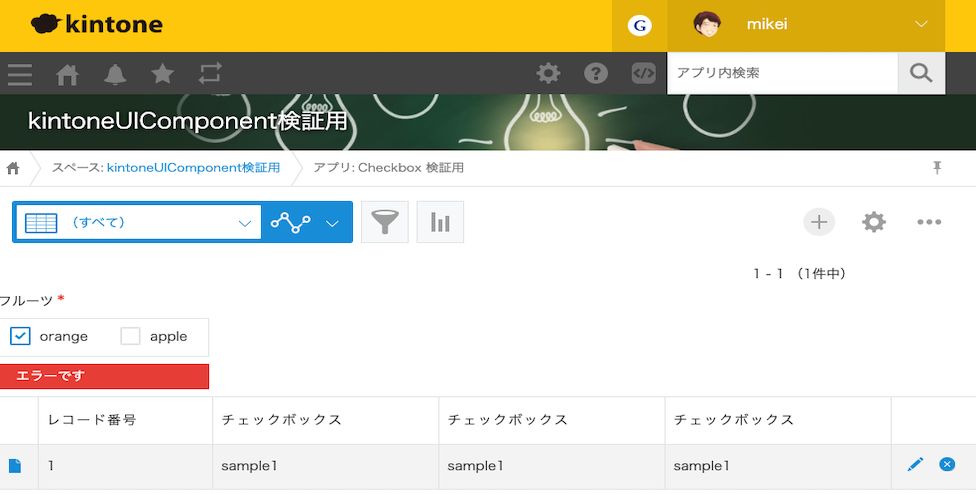 kintone
G
mikei
アプリ内検索
kintoneUIComponent検証用
スペース: kintoneUIComponent検証用
アプリ: Checkbox 検証用
(すべて)
1 - 1 (1件中)
フルーツ *
orange apple
エラーです
レコード番号 チェックボックス チェックボックス チェックボックス
1 sample1 sample1 sample1